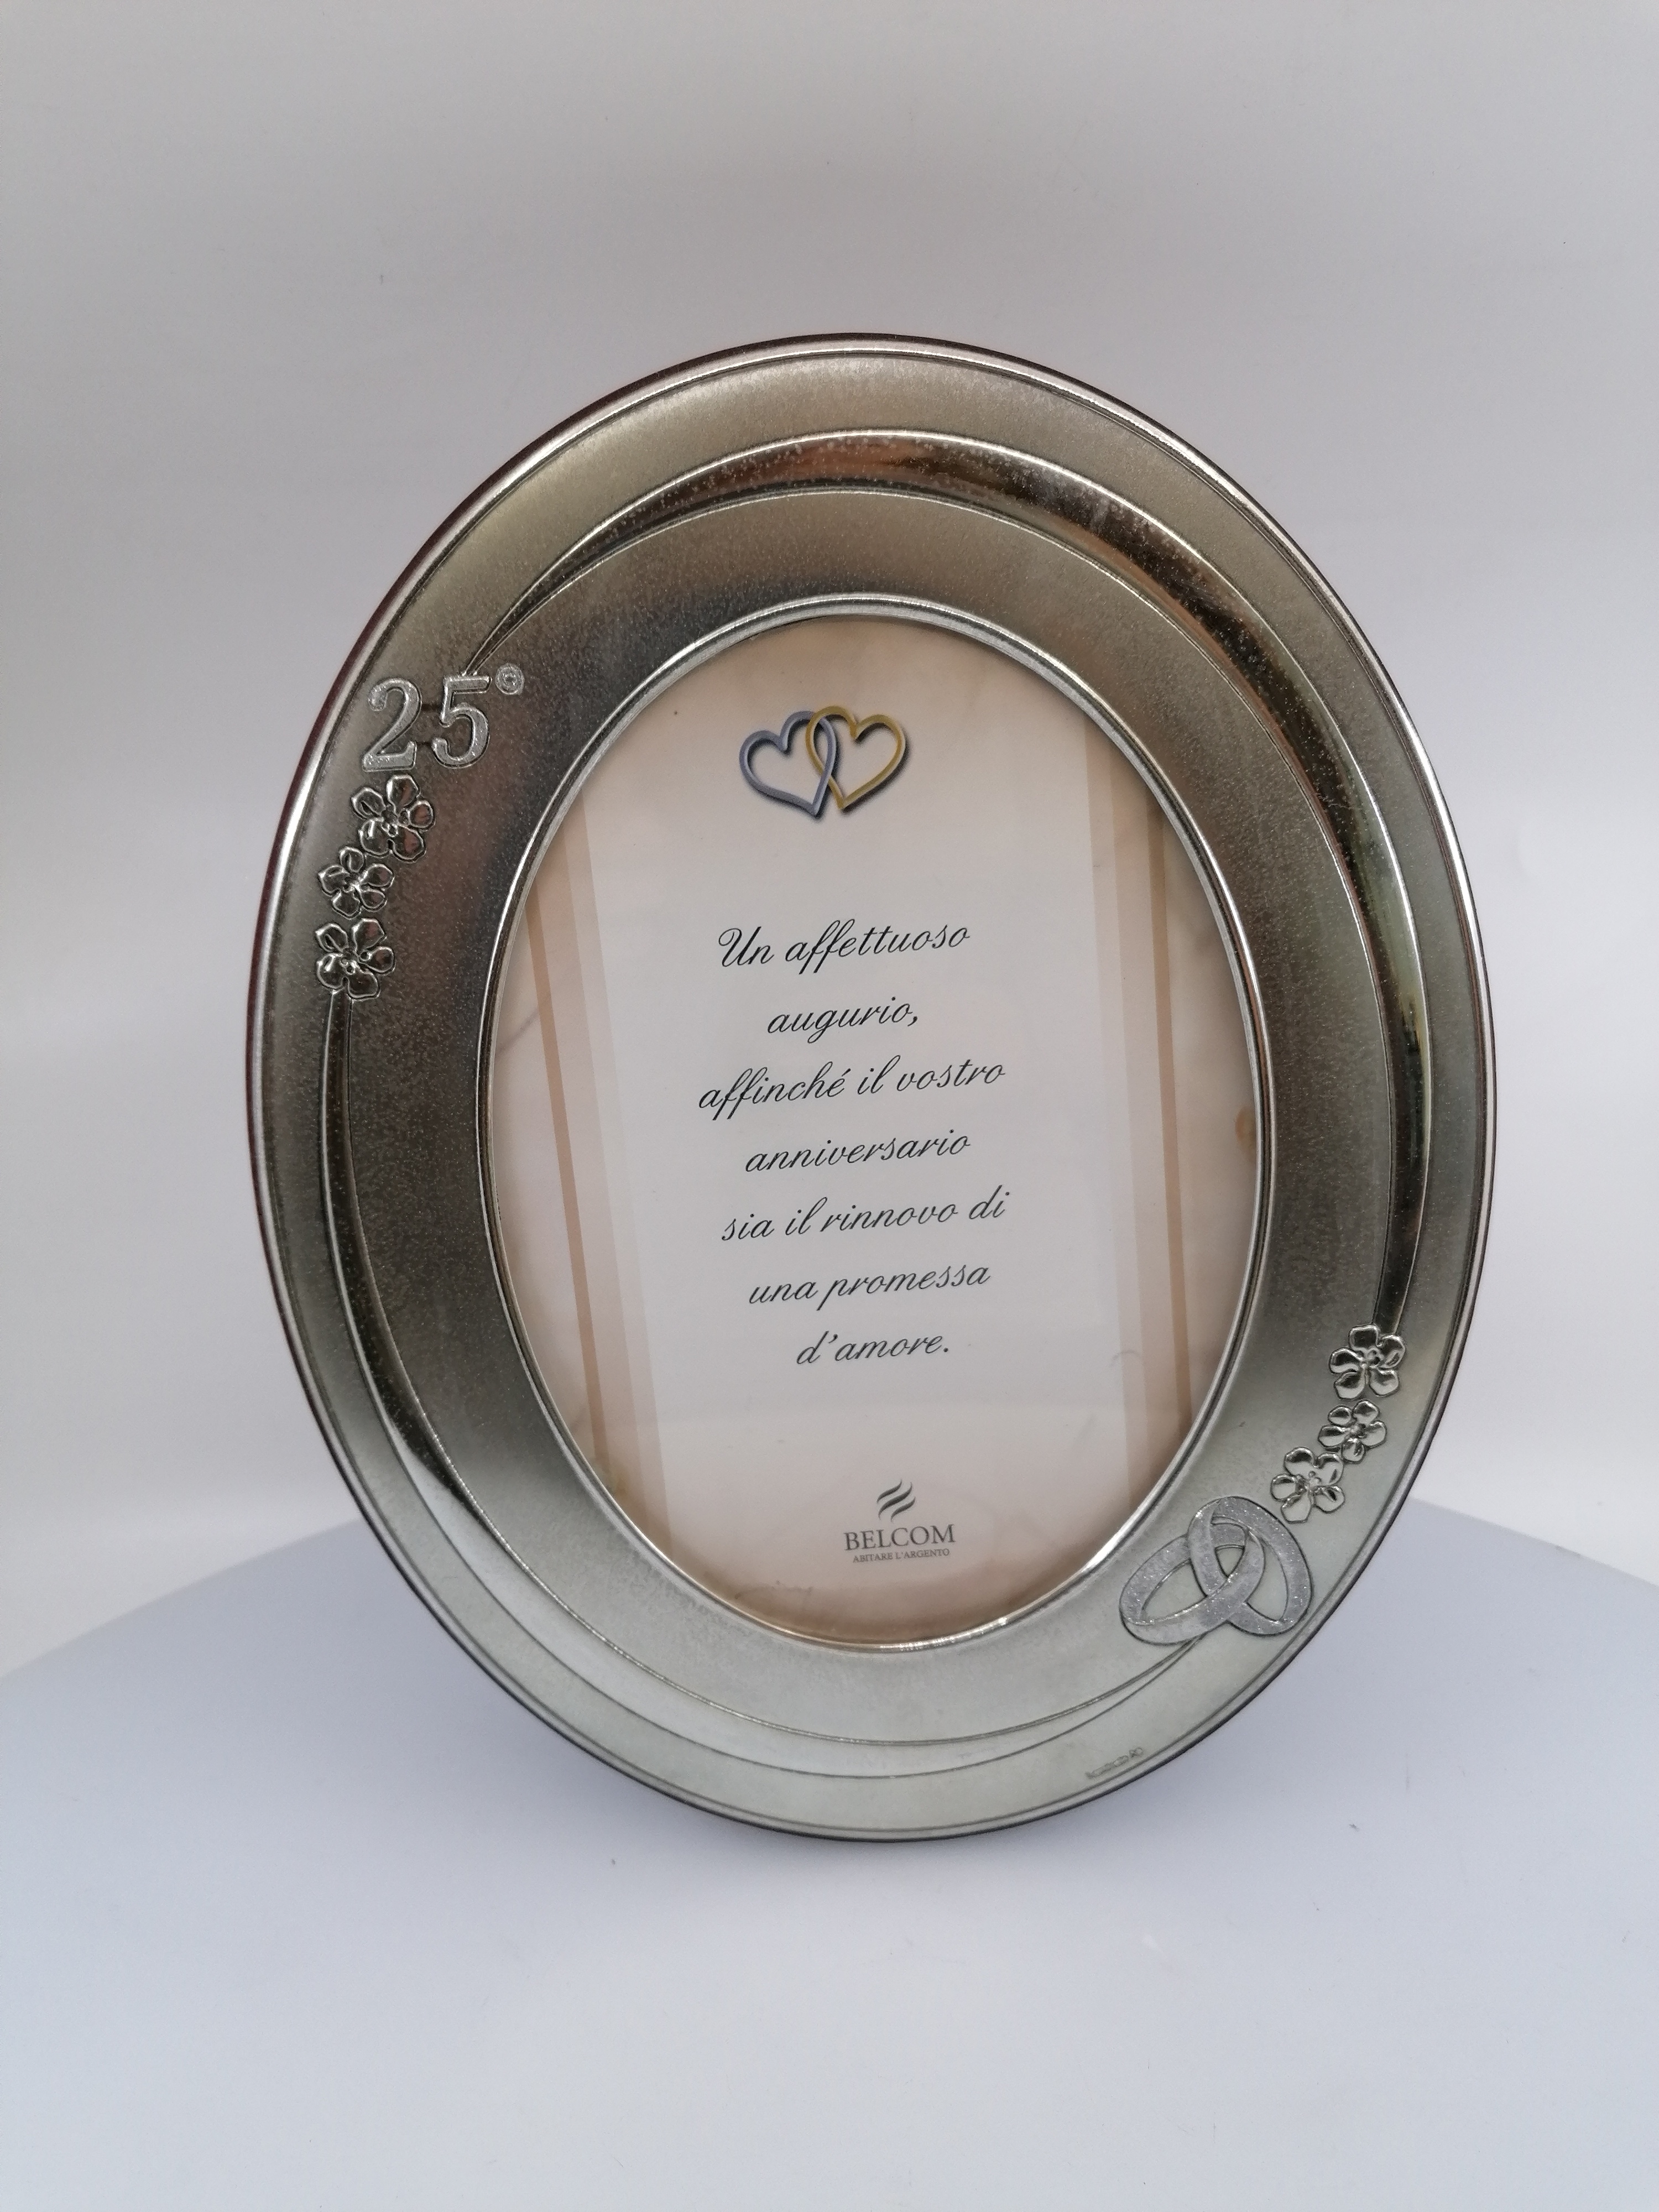 25°
Un affettuoso
augurio,
affinché il vostro
anniversario
sia il rinnovo di
una promessa
d'amore.
BELCOM
ABITARE L'ARGENTO